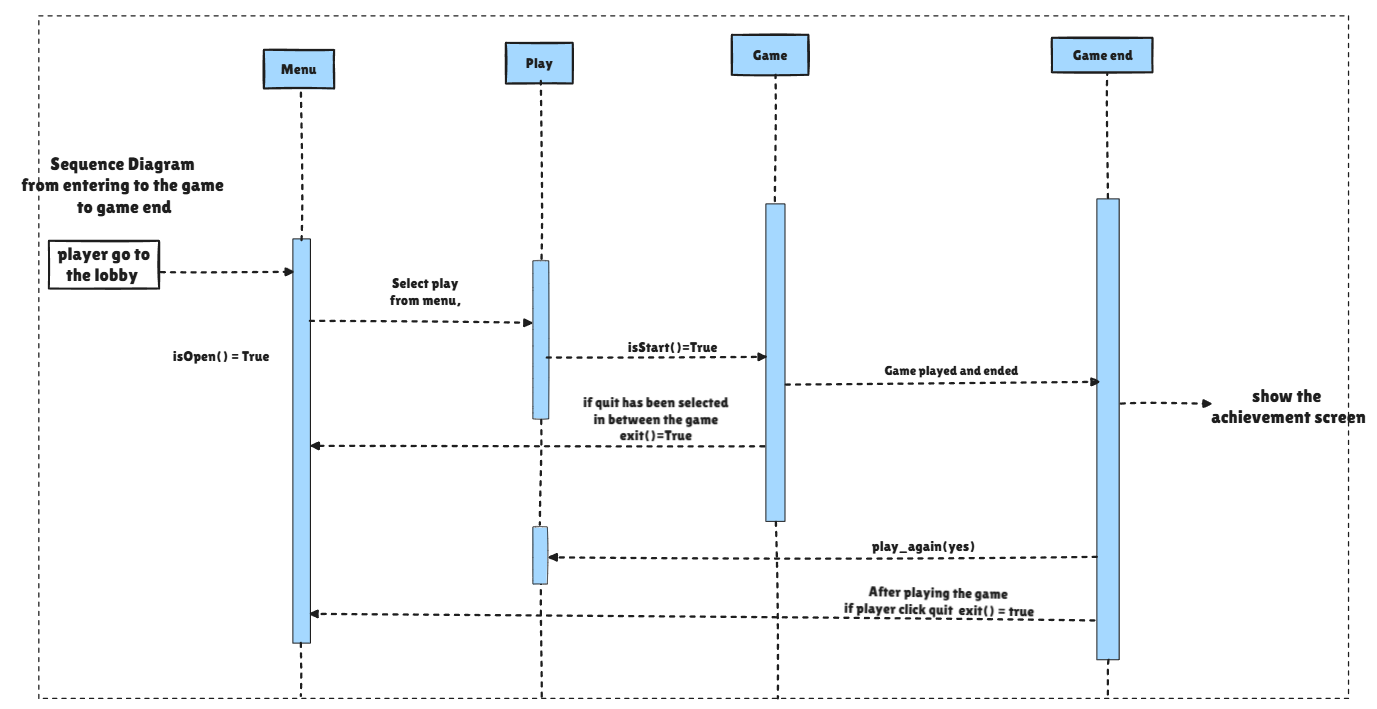 Menu
Play
Game
Game end
Sequence Diagram
from entering to the game
to game end
player go to
the lobby
Select play
from menu,
isOpen() = True
isStart()=True
Game played and ended
show the
achievement screen
if quit has been selected
in between the game
exit()=True
play_again(yes)
After playing the game
if player click quit exit() = true